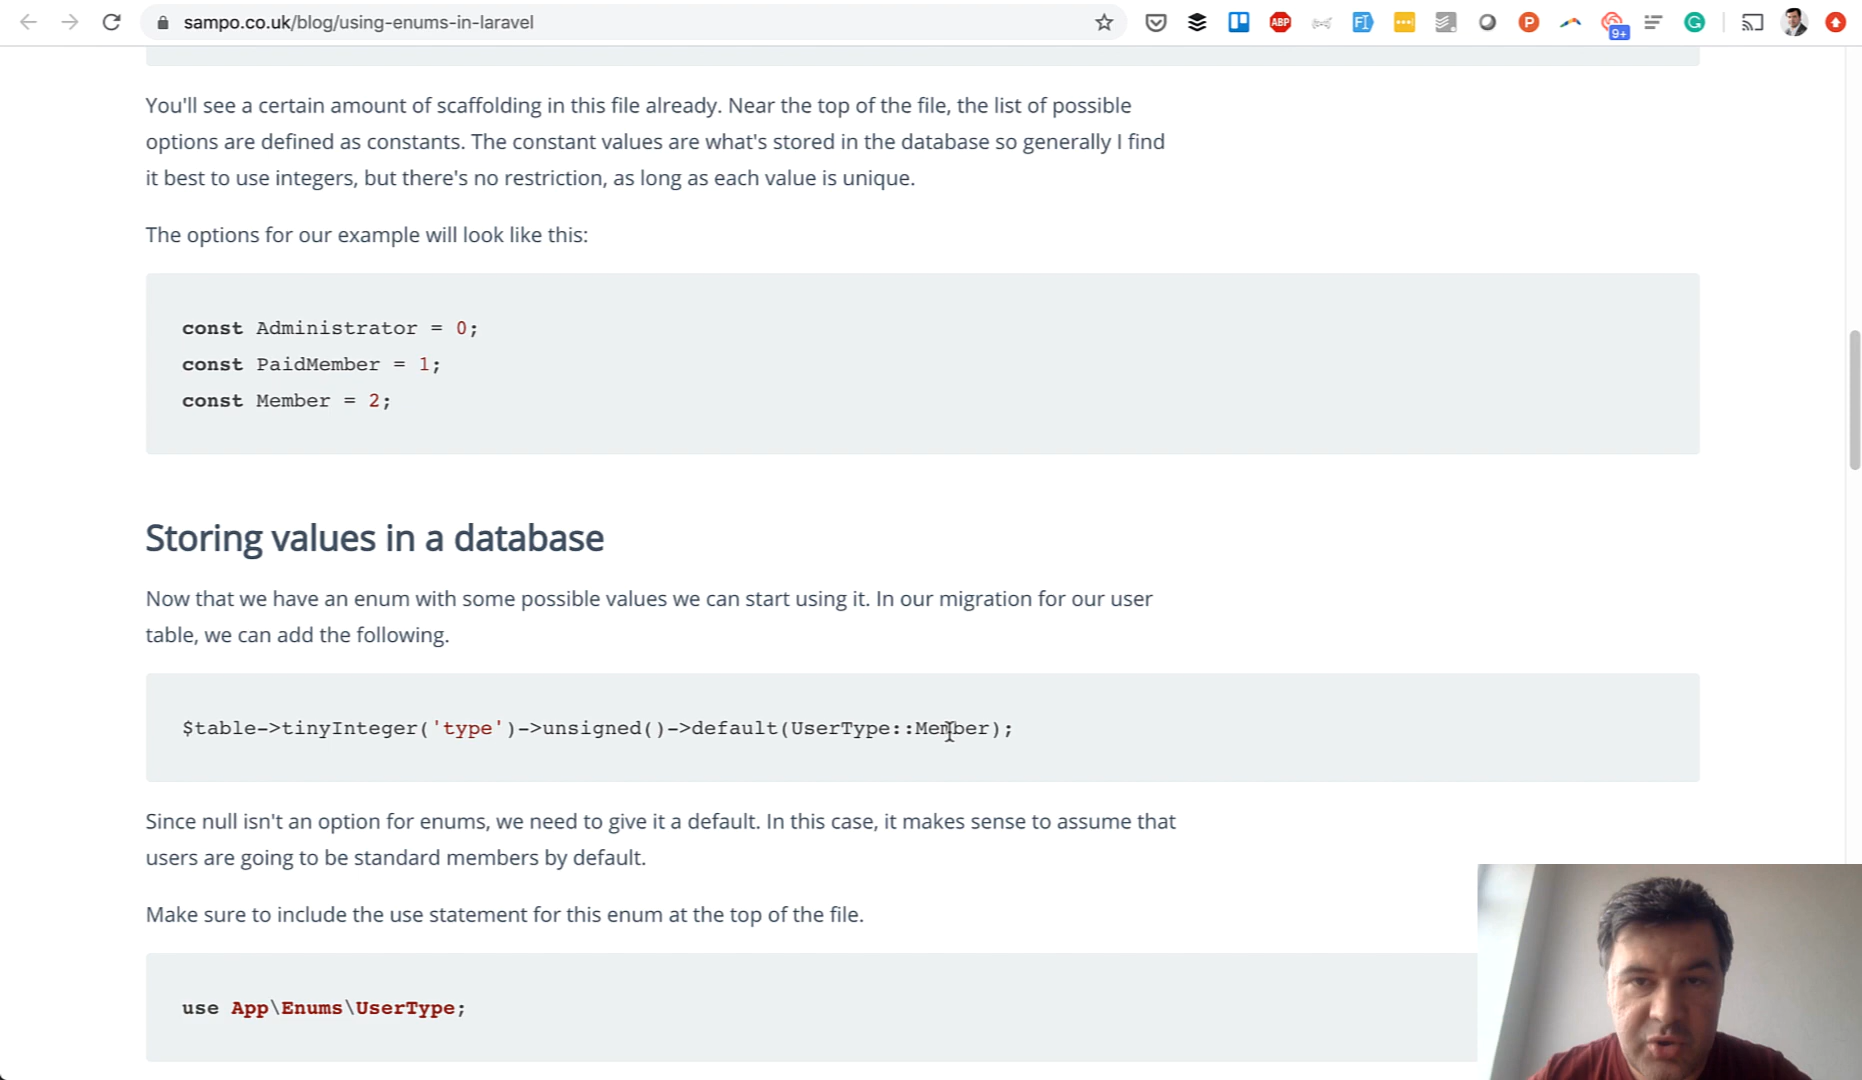 sampo.co.uk/blog/using-enums-in-laravel
ABP
FI
P
9+
G
You'll see a certain amount of scaffolding in this file already. Near the top of the file, the list of possible
options are defined as constants. The constant values are what's stored in the database so generally I find
it best to use integers, but there's no restriction, as long as each value is unique.
The options for our example will look like this:
const Administrator = 0;
const PaidMember = 1;
const Member = 2;
Storing values in a database
Now that we have an enum with some possible values we can start using it. In our migration for our user
table, we can add the following.
$table->tinyInteger('type')->unsigned()->default(UserType::Member);
Since null isn't an option for enums, we need to give it a default. In this case, it makes sense to assume that
users are going to be standard members by default.
Make sure to include the use statement for this enum at the top of the file.
use App\Enums\UserType;